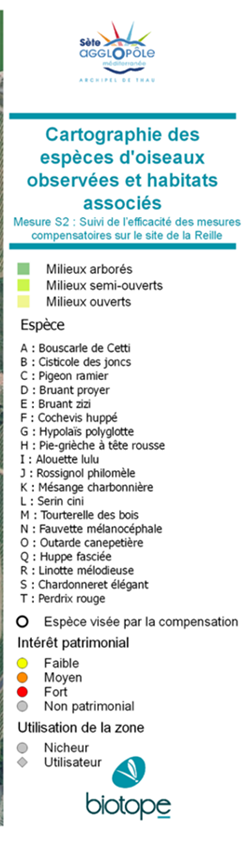 Sète
agglopôle
méditerranée
ARCHIPEL DE THAU
Cartographie des
espèces d'oiseaux
observées et habitats
associés
Mesure S2 : Suivi de l'efficacité des mesures
compensatoires sur le site de la Reille
Milieux arborés
Milieux semi-ouverts
Milieux ouverts
Espèce
A : Bouscarle de Cetti
B : Cisticole des joncs
C : Pigeon ramier
D : Bruant proyer
E : Bruant zizi
F : Cochevis huppé
G : Hypolaïs polyglotte
H : Pie-grièche à tête rousse
I : Alouette lulu
J : Rossignol philomèle
K : Mésange charbonnière
L : Serin cini
M : Tourterelle des bois
N : Fauvette mélanocéphale
O : Outarde canepetière
Q : Huppe fasciée
R : Linotte mélodieuse
S : Chardonneret élégant
T : Perdrix rouge
Espèce visée par la compensation
Intérêt patrimonial
Faible
Moyen
Fort
Non patrimonial
Utilisation de la zone
Nicheur
Utilisateur
biotope